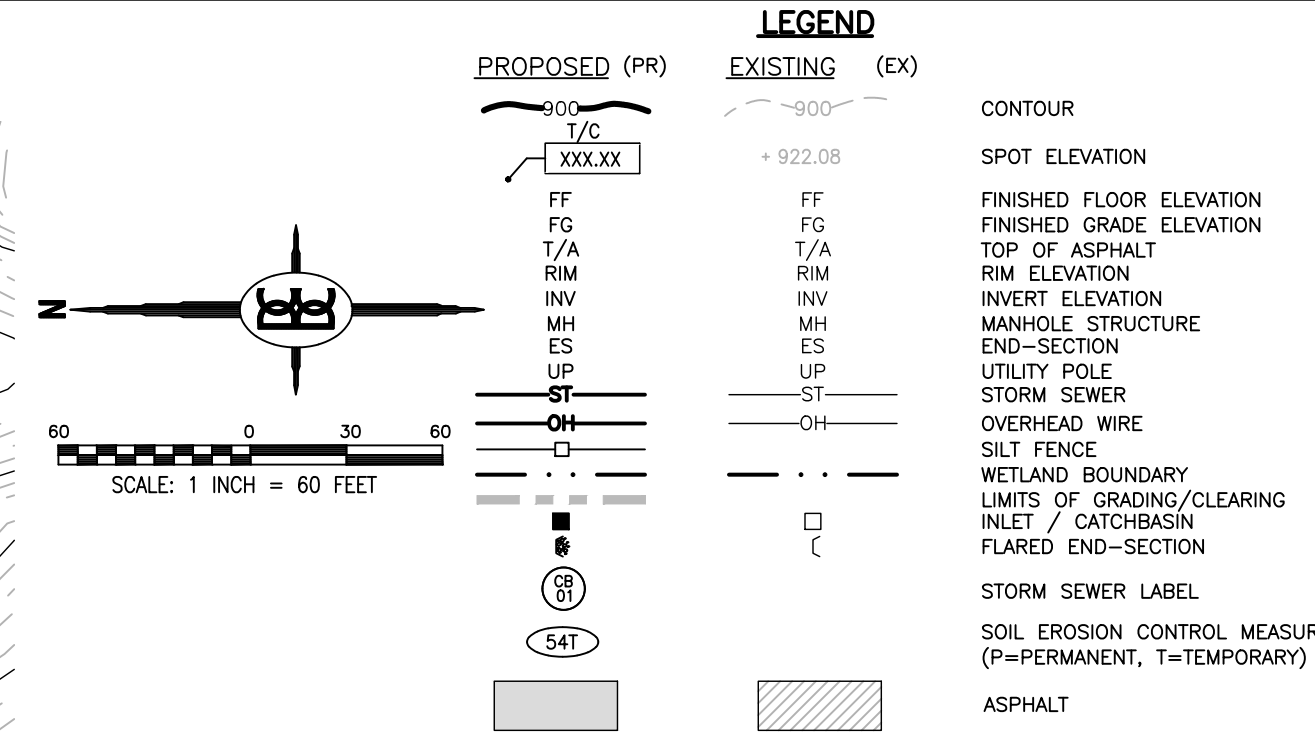 LEGEND
PROPOSED (PR) EXISTING (EX)
900 900 CONTOUR
T/C
XXX.XX + 922.08 SPOT ELEVATION
FF FF FINISHED FLOOR ELEVATION
FG FG FINISHED GRADE ELEVATION
T/A T/A TOP OF ASPHALT
RIM RIM RIM ELEVATION
INV INV INVERT ELEVATION
N
MH MH MANHOLE STRUCTURE
ES ES END-SECTION
UP UP UTILITY POLE
ST ST STORM SEWER
OH OH OVERHEAD WIRE
60 0 30 60
SILT FENCE
WETLAND BOUNDARY
SCALE: 1 INCH = 60 FEET
LIMITS OF GRADING/CLEARING
INLET / CATCHBASIN
FLARED END-SECTION
CB
01
STORM SEWER LABEL
54T
SOIL EROSION CONTROL MEASUR
(P=PERMANENT, T=TEMPORARY)
ASPHALT